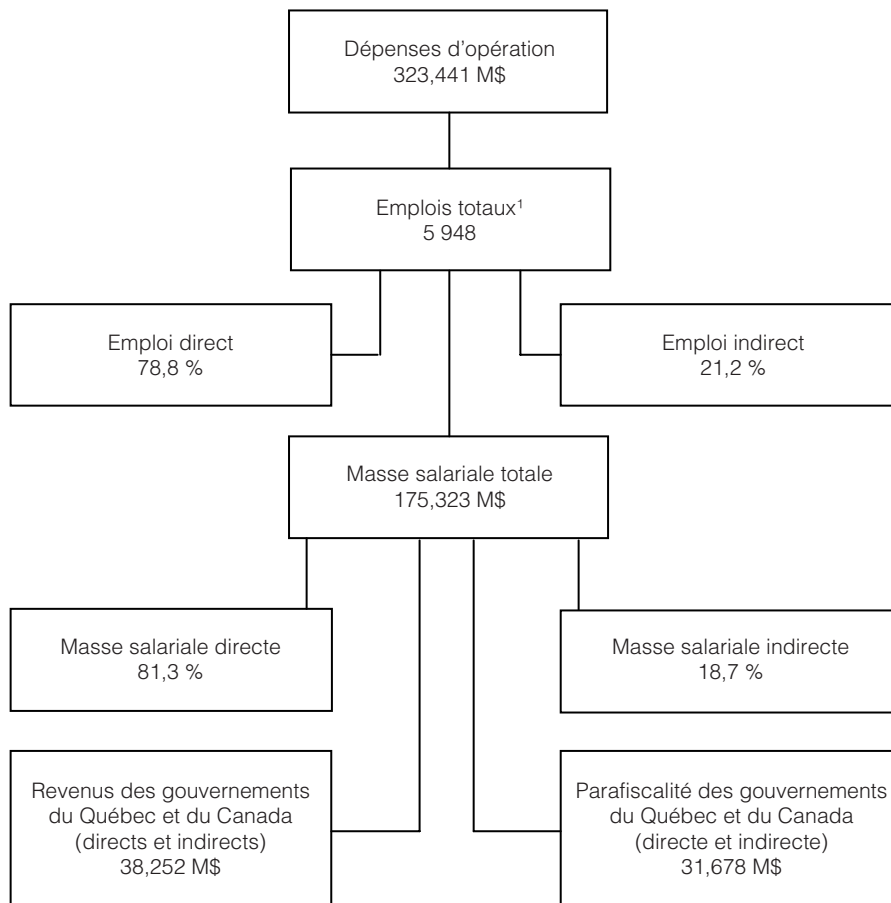 Dépenses d’opération
323,441 M$
Emplois totaux¹
5 948
Emploi direct
78,8 %
Emploi indirect
21,2 %
Masse salariale totale
175,323 M$
Masse salariale directe
81,3 %
Masse salariale indirecte
18,7 %
Revenus des gouvernements
du Québec et du Canada
(directs et indirects)
38,252 M$
Parafiscalité des gouvernements
du Québec et du Canada
(directe et indirecte)
31,678 M$